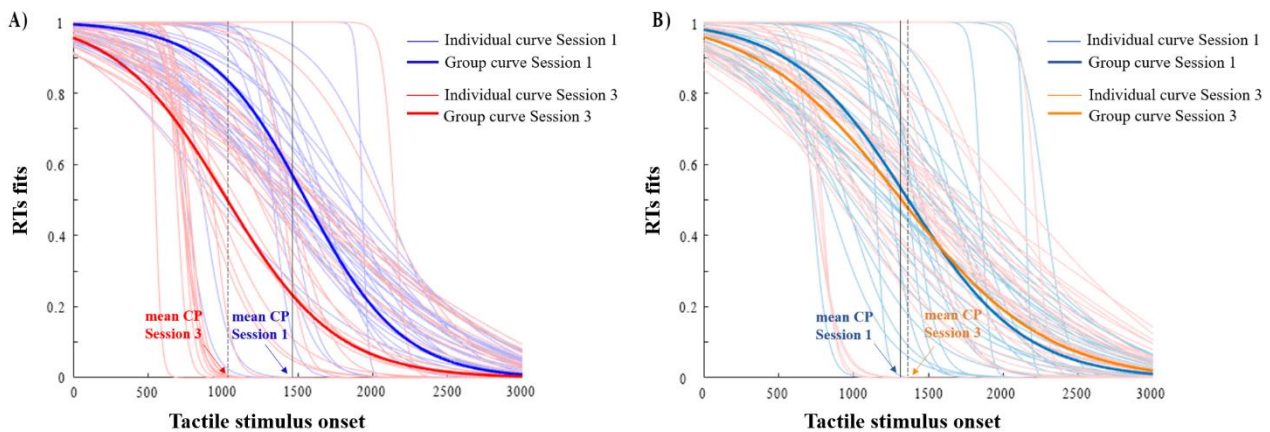 A)
RTs fits
1
0.8
0.6
0.4
0.2
0
0
500
1000
1500
2000
2500
3000
Tactile stimulus onset
Individual curve Session 1
Group curve Session 1
Individual curve Session 3
Group curve Session 3
mean CP
Session 3
mean CP
Session 1
B)
RTs fits
1
0.8
0.6
0.4
0.2
0
0
500
1000
1500
2000
2500
3000
Tactile stimulus onset
Individual curve Session 1
Group curve Session 1
Individual curve Session 3
Group curve Session 3
mean CP
Session 1
mean CP
Session 3